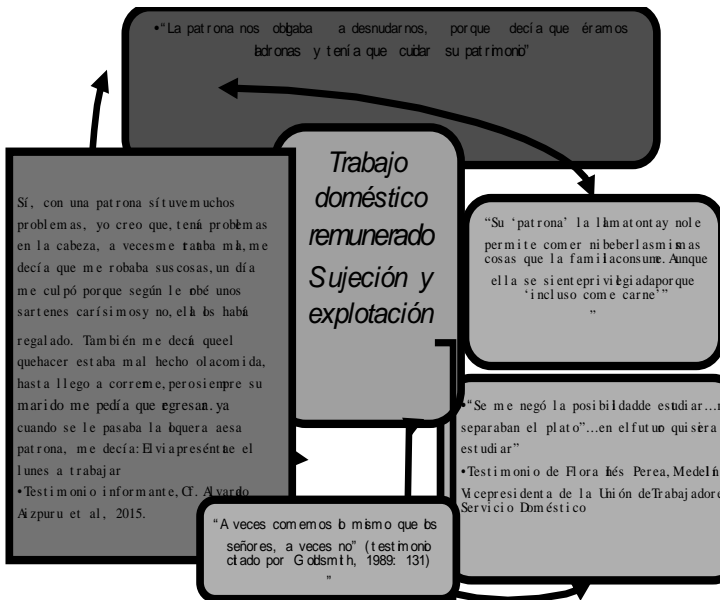 •“La patrona nos obligaba a desnudarnos, porque decía que éramos
ladronas y tenía que cuidar su patrimonio”
Trabajo
doméstico
remunerado
Sujeción y
explotación
Sí, con una patrona sí tuve muchos
problemas, yo creo que, tenía problemas
en la cabeza, a veces me trataba mal, me
decía que me robaba sus cosas, un día
me culpó porque según le robé unos
sartenes carísimos y no, ella los había
regalado. También me decía que el
quehacer estaba mal hecho o la comida,
hasta llego a correrme, pero siempre su
marido me pedía que regresara. ya
cuando se le pasaba la loquera a esa
patrona, me decía: Elvia preséntate el
lunes a trabajar
•Testimonio informante, Cf. Alvarado
Aizpuru et al, 2015.
“Su ‘patrona’ la llama tonta y no le
permite comer ni beber las mismas
cosas que la familia consume. Aunque
ella se siente privilegiada porque
‘incluso come carne’”
”
•“Se me negó la posibilidad de estudiar...
separaban el plato”...en el futuro quisiera
estudiar”
•Testimonio de Flora Inés Perea, Medellín
Vicepresidenta de la Unión de
Servicio Doméstico
“A veces comemos lo mismo que los
señores, a veces no” (testimonio
citado por Goldsmith, 1989: 131)
”